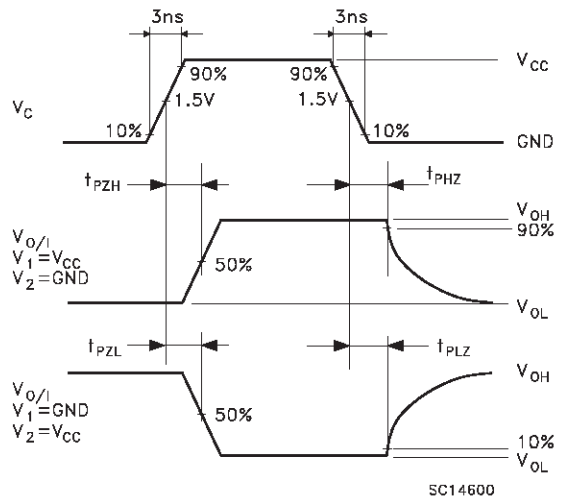 3ns 3ns
90% 90% V_CC
V_C 1.5V 1.5V
10% 10% GND
t_PZH t_PHZ
V_OH
90%
V_O/I
V_1=V_CC
V_2=GND
50%
V_OL
t_PZL t_PLZ
V_OH
V_O/I
V_1=GND
V_2=V_CC
50%
10%
V_OL
SC14600